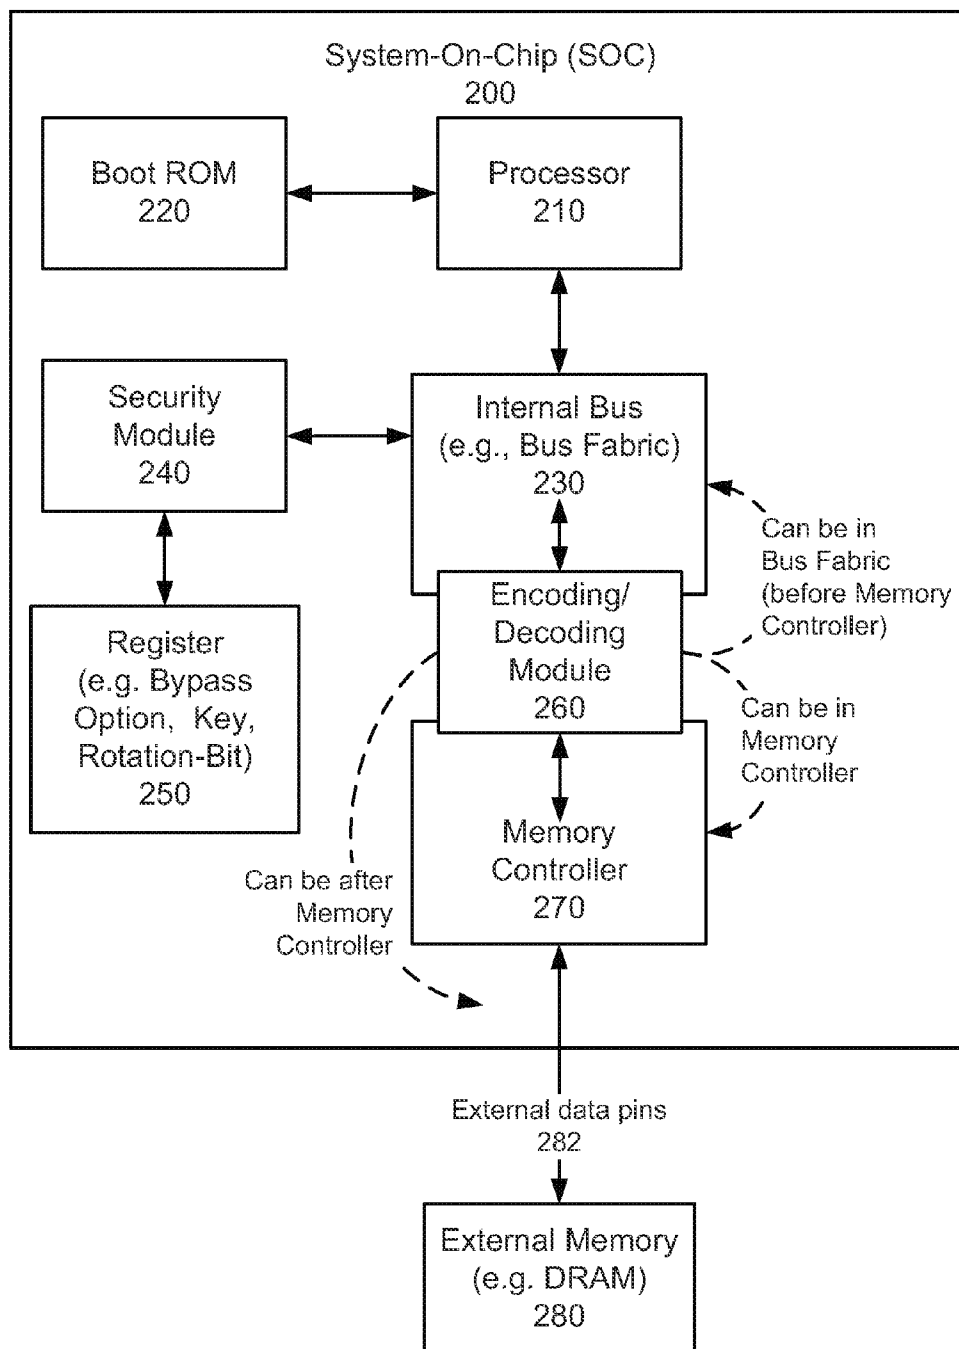 System-On-Chip (SOC)
200
Boot ROM
220
Processor
210
Security
Module
240
Internal Bus
(e.g., Bus Fabric)
230
Can be in
Bus Fabric
(before Memory
Controller)
Register
(e.g. Bypass
Option, Key,
Rotation-Bit)
250
Encoding/
Decoding
Module
260
Can be in
Memory
Controller
Memory
Controller
270
Can be after
Memory
Controller
External data pins
282
External Memory
(e.g. DRAM)
280